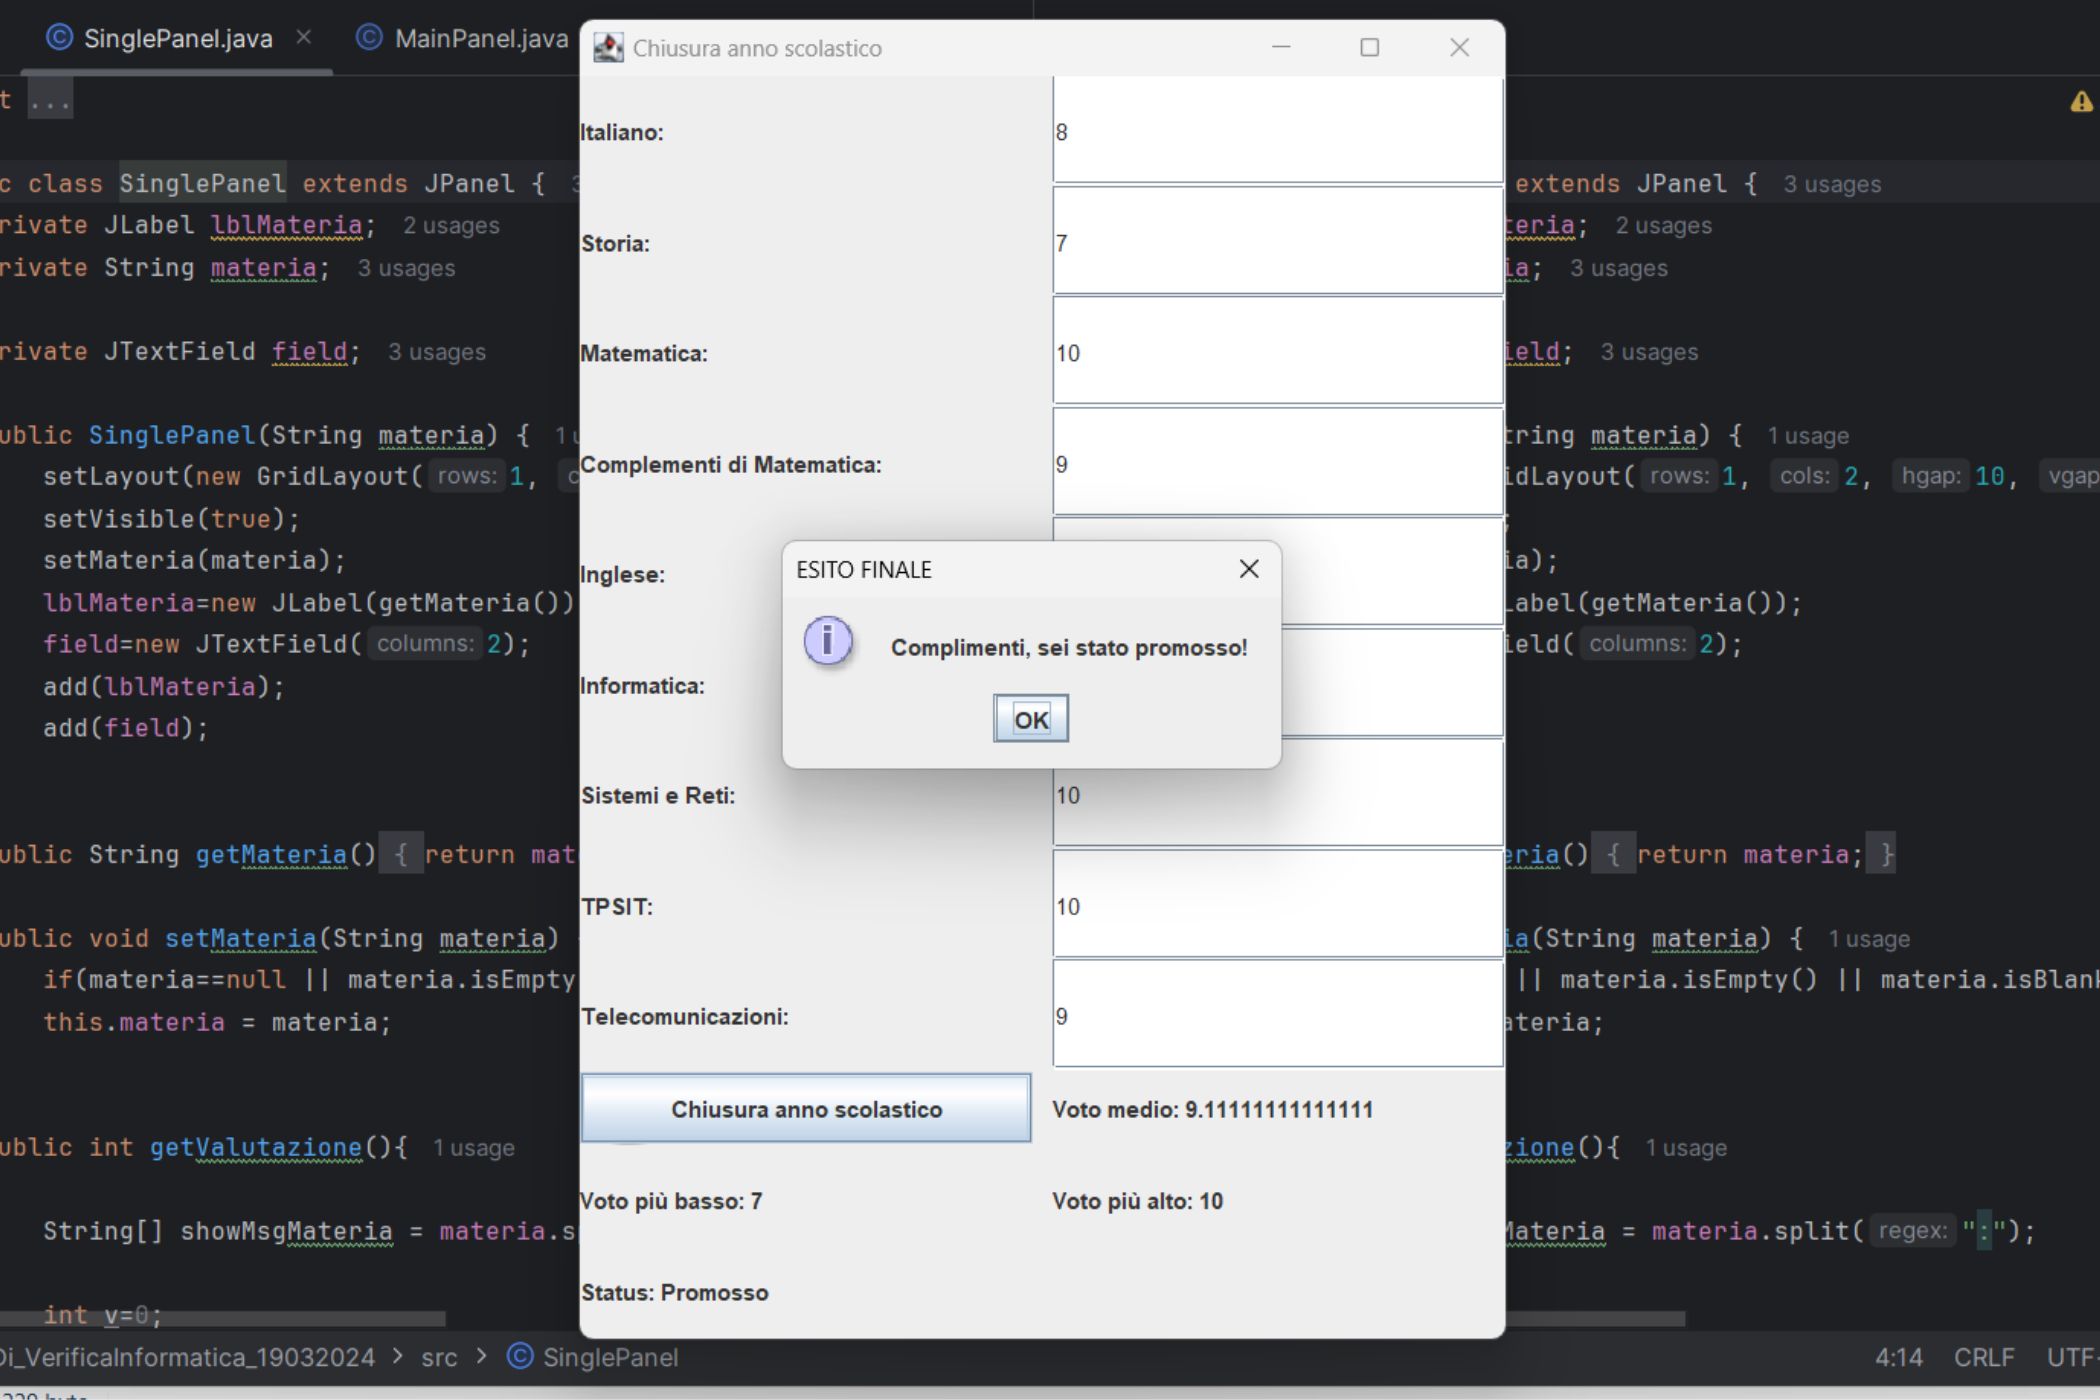 SinglePanel.java
MainPanel.java
t ...
c class SinglePanel extends JPanel {
rivate JLabel lblMateria; 2 usages
rivate String materia; 3 usages
rivate JTextField field; 3 usages
ublic SinglePanel(String materia) {
setLayout(new GridLayout( rows: 1,
setVisible(true);
setMateria(materia);
lblMateria=new JLabel(getMateria())
field=new JTextField( columns: 2);
add(lblMateria);
add(field);
ublic String getMateria() { return mat
ublic void setMateria(String materia)
if(materia==null || materia.isEmpty
this.materia = materia;
ublic int getValutazione(){ 1 usage
String[] showMsgMateria = materia.s
int v=0;
Chiusura anno scolastico
Italiano: 8
Storia: 7
Matematica: 10
Complementi di Matematica: 9
Inglese:
Informatica:
Sistemi e Reti: 10
TPSIT: 10
Telecomunicazioni: 9
Chiusura anno scolastico
Voto medio: 9.11111111111111
Voto più basso: 7
Voto più alto: 10
Status: Promosso
ESITO FINALE
Complimenti, sei stato promosso!
OK
extends JPanel { 3 usages
teria; 2 usages
ia; 3 usages
ield; 3 usages
tring materia) { 1 usage
idLayout( rows: 1, cols: 2, hgap: 10, vgap
ia);
Label(getMateria());
ield( columns: 2);
eria() { return materia; }
ia(String materia) { 1 usage
|| materia.isEmpty() || materia.isBlank
ateria;
zione(){ 1 usage
Materia = materia.split( regex: ":");
Di_VerificaInformatica_19032024 > src > SinglePanel
4:14 CRLF UTF-